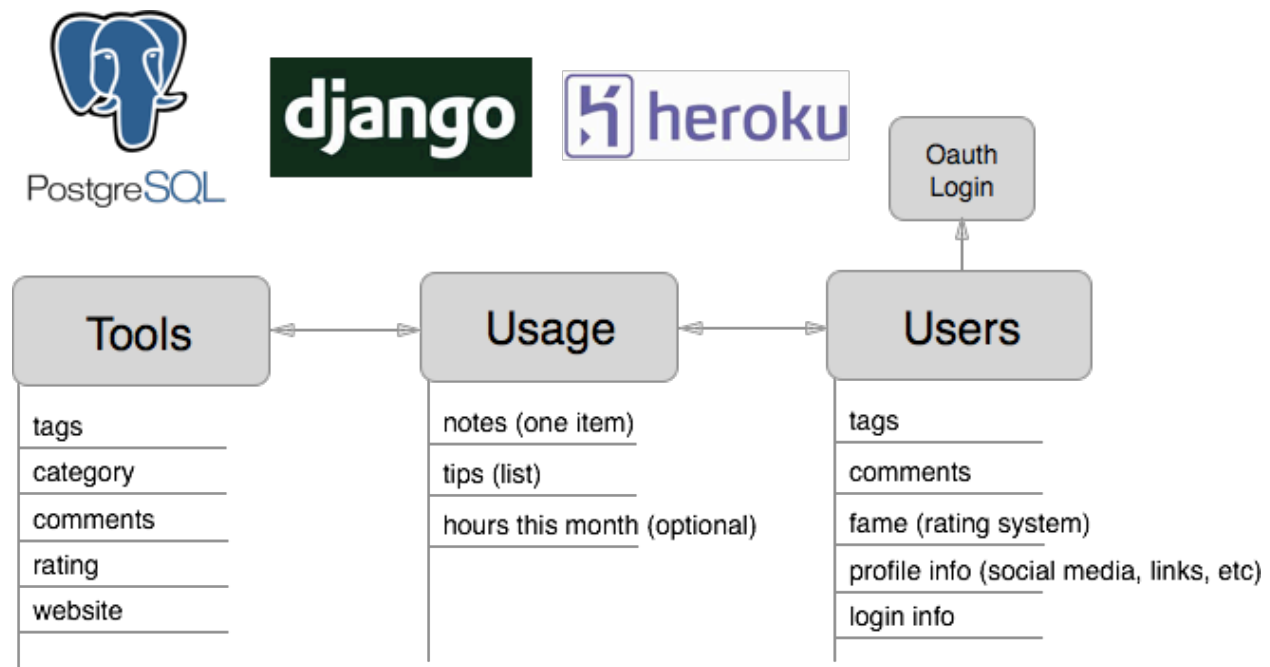 PostgreSQL
django
heroku
Oauth
Login
Tools
Usage
Users
tags
category
comments
rating
website
notes (one item)
tips (list)
hours this month (optional)
tags
comments
fame (rating system)
profile info (social media, links, etc)
login info